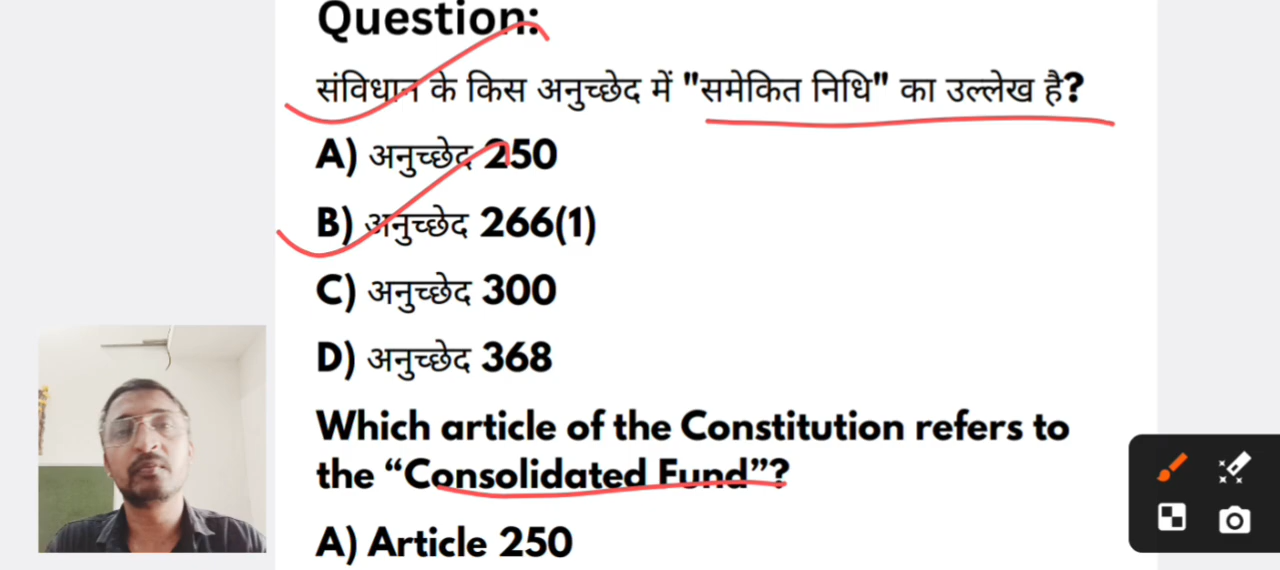 Question:
संविधान के किस अनुच्छेद में "समेकित निधि" का उल्लेख है?
A) अनुच्छेद 250
B) अनुच्छेद 266(1)
C) अनुच्छेद 300
D) अनुच्छेद 368
Which article of the Constitution refers to
the “Consolidated Fund”?
A) Article 250